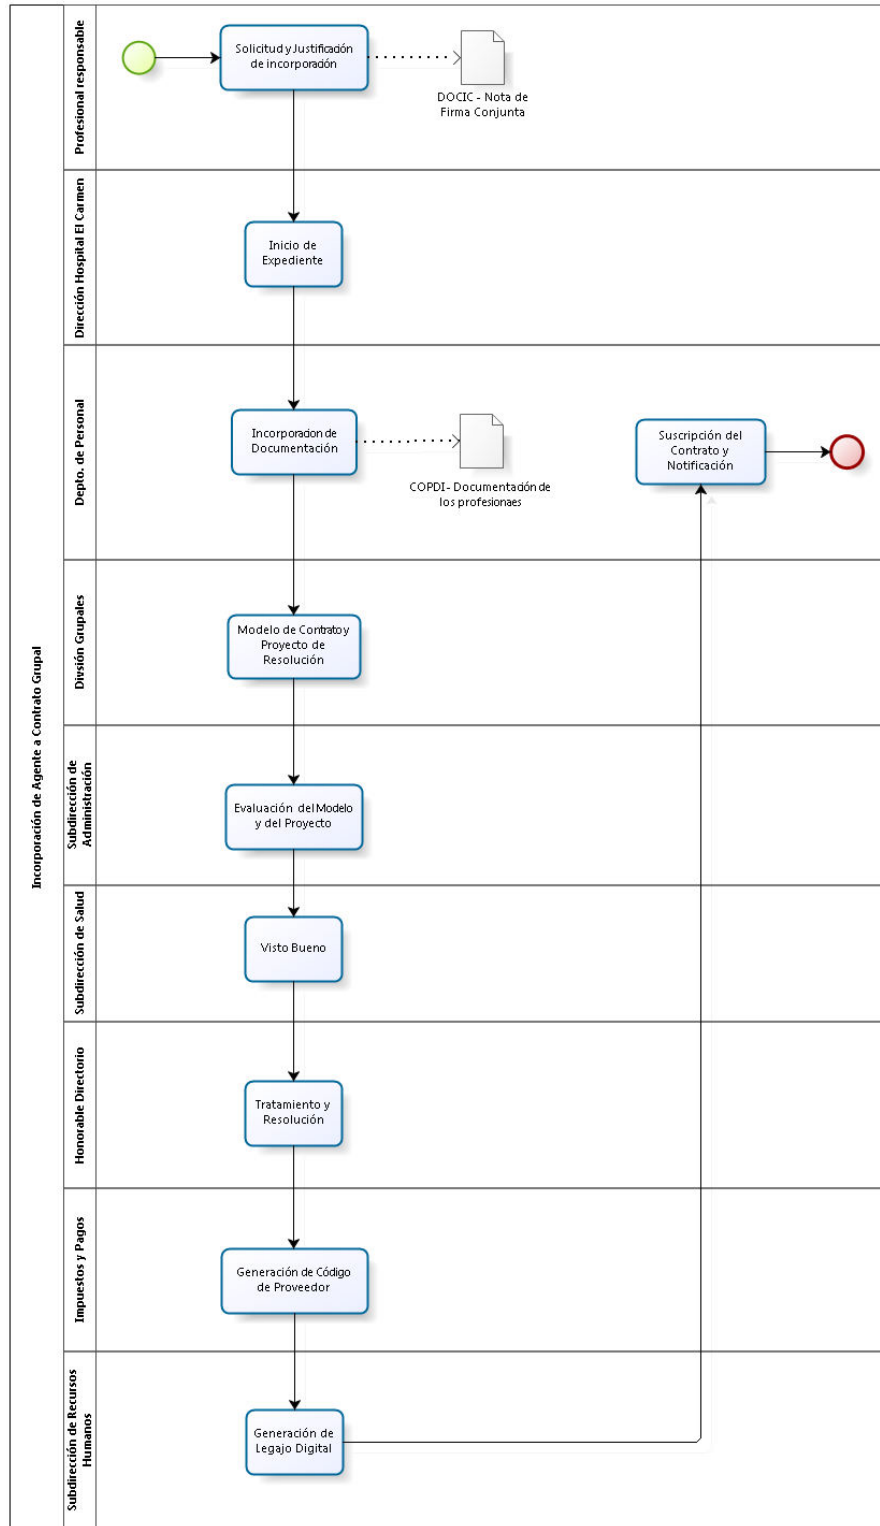 Incorporación de Agente a Contrato Grupal
Profesional responsable
Solicitud y Justificación
de incorporación
DOCIC - Nota de
Firma Conjunta
Dirección Hospital El Carmen
Inicio de
Expediente
Depto. de Personal
Incorporacion de
Documentación
COPDI- Documentación de
los profesionaes
Suscripción del
Contrato y
Notificación
Divsión Grupales
Modelo de Contrato y
Proyecto de
Resolución
Subdirección de
Administración
Evaluación del Modelo
y del Proyecto
Subdirección de Salud
Visto Bueno
Honorable Directorio
Tratamiento y
Resolución
Impuestos y Pagos
Generación de Código
de Proveedor
Subdirección de Recursos
Humanos
Generación de
Legajo Digital